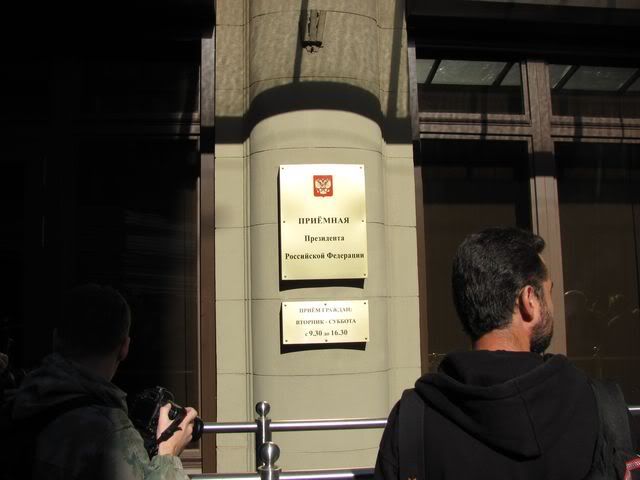 ПРИЁМНАЯ
Президента
Российской Федерации
ПРИЁМ ГРАЖДАН:
ВТОРНИК - СУББОТА
с 9.30 до 16.30